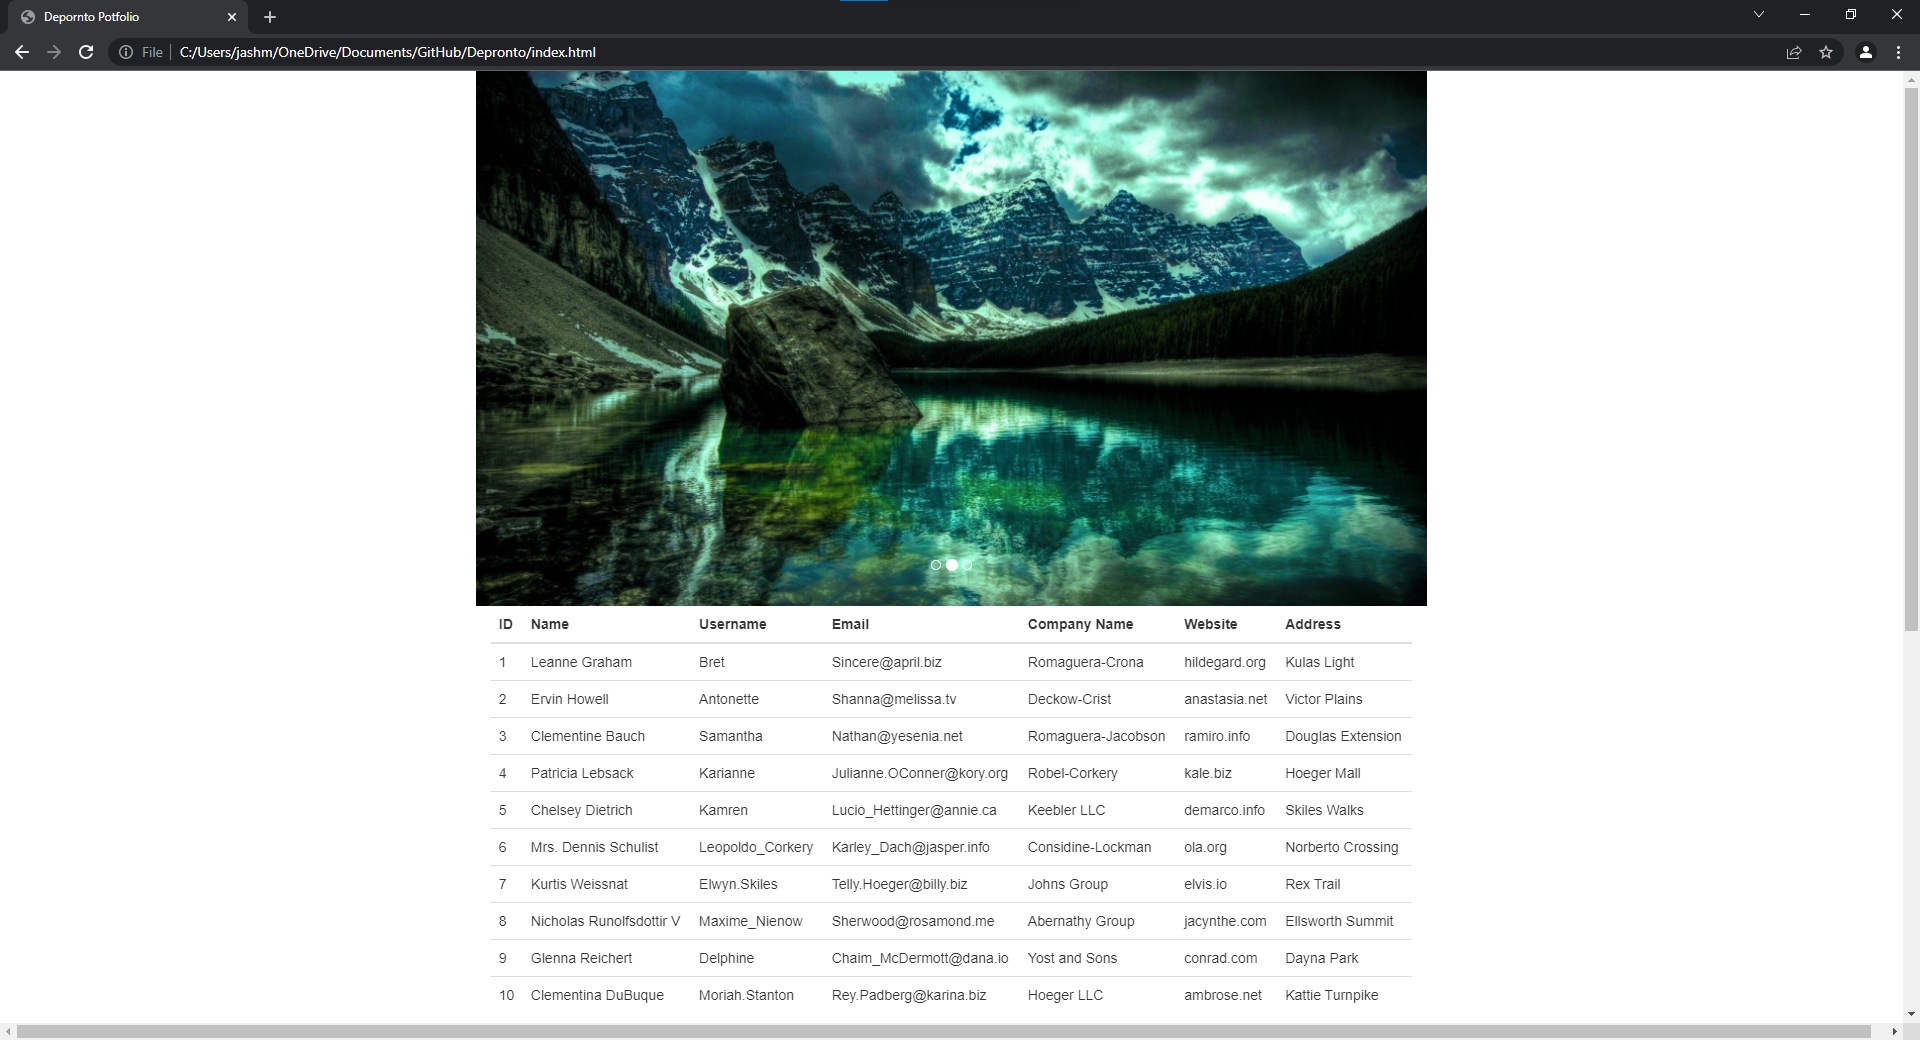 Depornto Potfolio
File C:/Users/jashm/OneDrive/Documents/GitHub/Depronto/index.html
ID Name Username Email Company Name Website Address
1 Leanne Graham Bret Sincere@april.biz Romaguera-Crona hildegard.org Kulas Light
2 Ervin Howell Antonette Shanna@melissa.tv Deckow-Crist anastasia.net Victor Plains
3 Clementine Bauch Samantha Nathan@yesenia.net Romaguera-Jacobson ramiro.info Douglas Extension
4 Patricia Lebsack Karianne Julianne.OConner@kory.org Robel-Corkery kale.biz Hoeger Mall
5 Chelsey Dietrich Kamren Lucio_Hettinger@annie.ca Keebler LLC demarco.info Skiles Walks
6 Mrs. Dennis Schulist Leopoldo_Corkery Karley_Dach@jasper.info Considine-Lockman ola.org Norberto Crossing
7 Kurtis Weissnat Elwyn.Skiles Telly.Hoeger@billy.biz Johns Group elvis.io Rex Trail
8 Nicholas Runolfsdottir V Maxime_Nienow Sherwood@rosamond.me Abernathy Group jacynthe.com Ellsworth Summit
9 Glenna Reichert Delphine Chaim_McDermott@dana.io Yost and Sons conrad.com Dayna Park
10 Clementina DuBuque Moriah.Stanton Rey.Padberg@karina.biz Hoeger LLC ambrose.net Kattie Turnpike